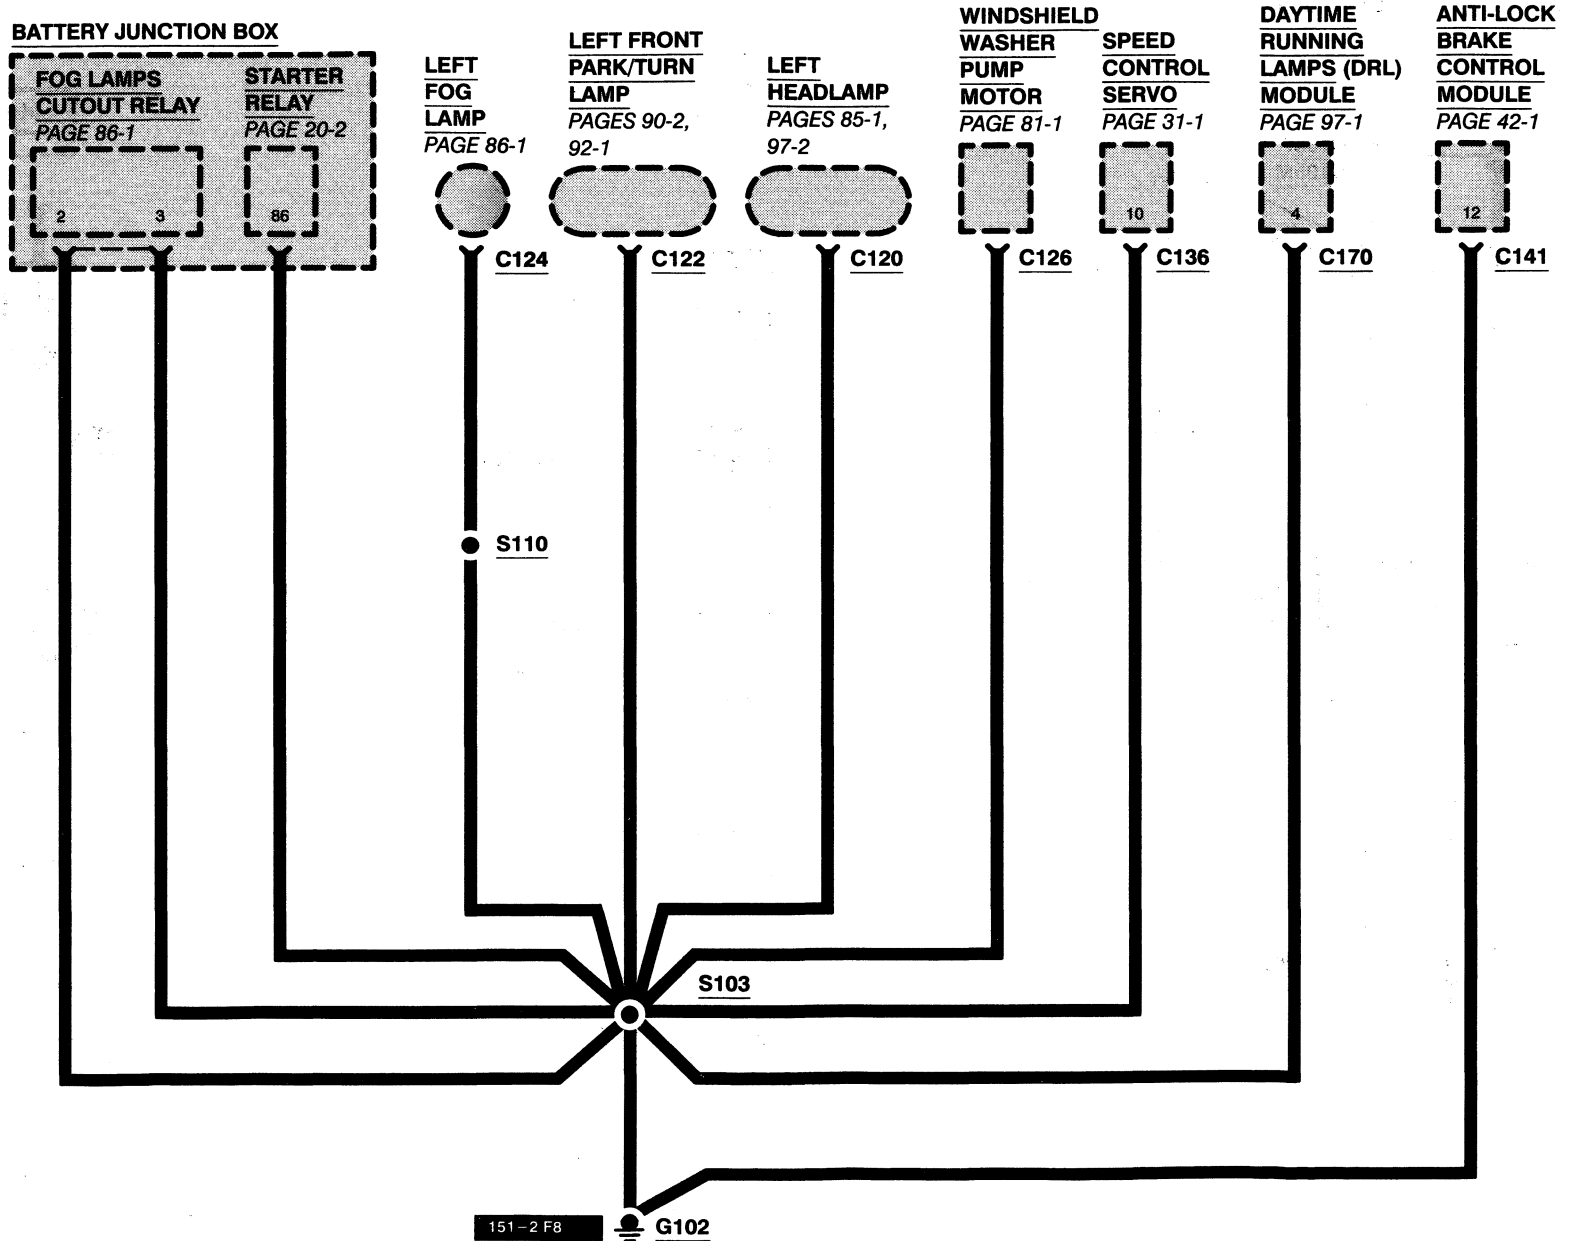 BATTERY JUNCTION BOX
FOG LAMPS
CUTOUT RELAY
PAGE 86-1
2
3
STARTER
RELAY
PAGE 20-2
86
LEFT
FOG
LAMP
PAGE 86-1
C124
LEFT FRONT
PARK/TURN
LAMP
PAGES 90-2,
92-1
C122
LEFT
HEADLAMP
PAGES 85-1,
97-2
C120
WINDSHIELD
WASHER
PUMP
MOTOR
PAGE 81-1
C126
SPEED
CONTROL
SERVO
PAGE 31-1
10
C136
DAYTIME
RUNNING
LAMPS (DRL)
MODULE
PAGE 97-1
4
C170
ANTI-LOCK
BRAKE
CONTROL
MODULE
PAGE 42-1
12
C141
S110
S103
151-2 F8
G102